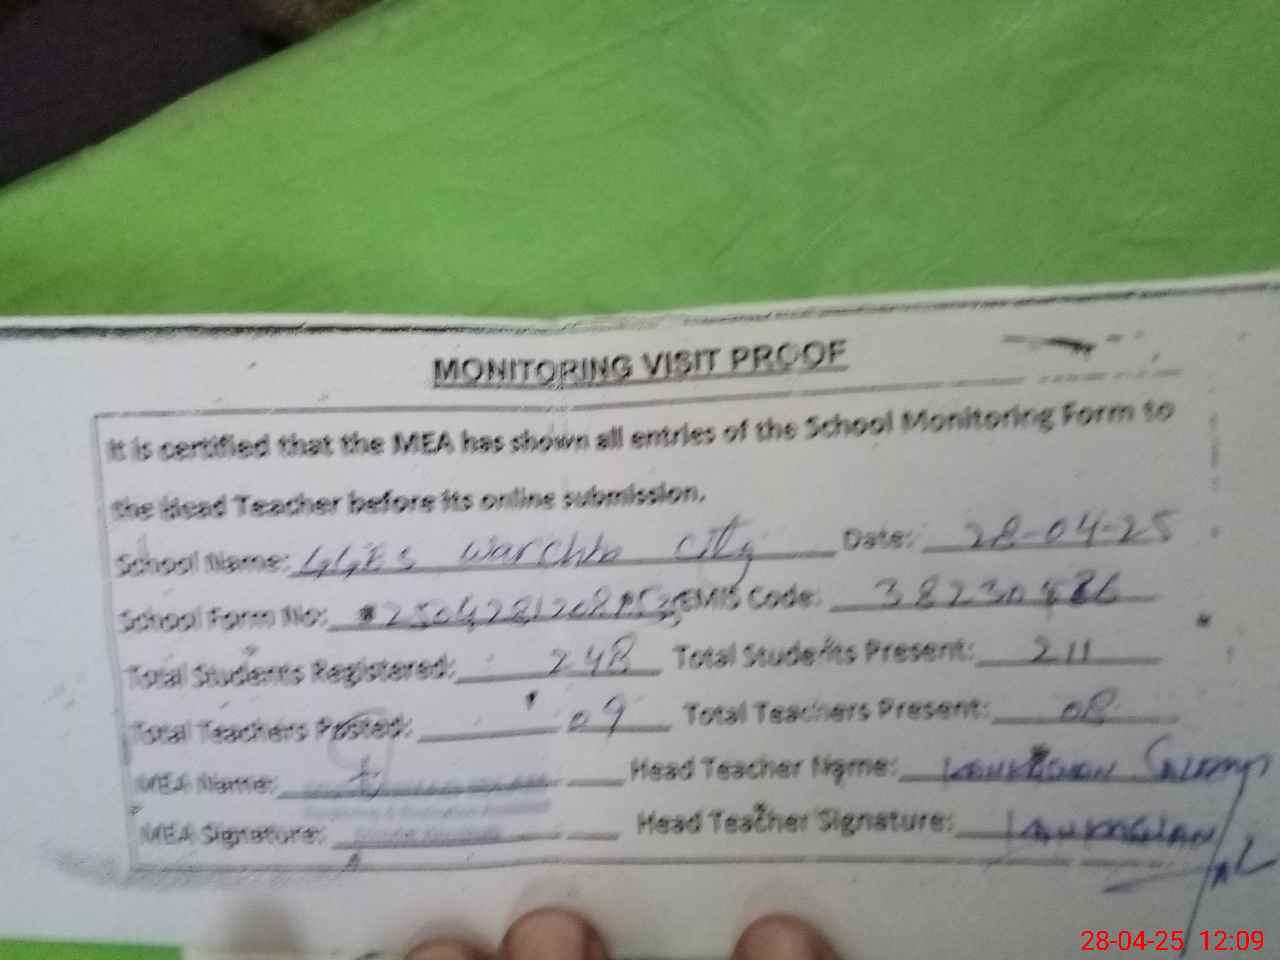 MONITORING VISIT PROOF
It is certified that the MEA has shown all entries of the School Monitoring Form to
the Head Teacher before its online submission.
School Name: GGES Warchha City Date: 28-04-25
School Form No: EMIS Code:
Total Students Registered: 248 Total Students Present: 211
Total Teachers Posted: 09 Total Teachers Present: 08
MEA Name: Head Teacher Name:
MEA Signature: Head Teacher Signature:
28-04-25 12:09